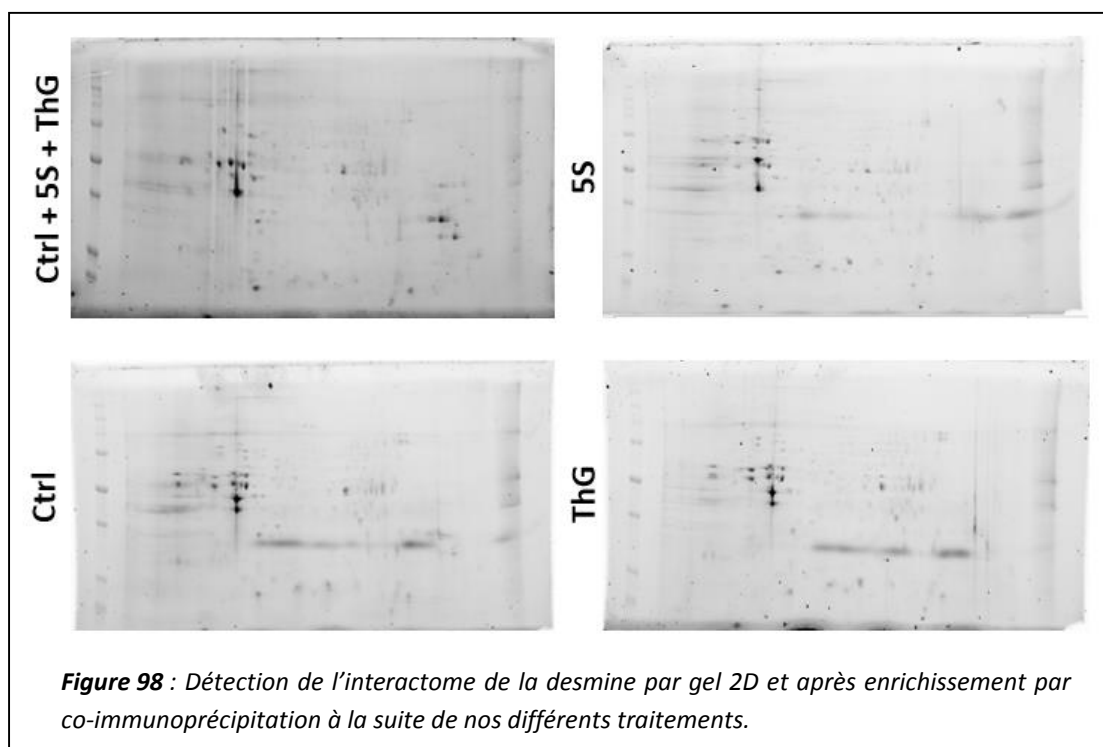 Ctrl + 5S + ThG
5S
Ctrl
ThG
Figure 98 : Détection de l’interactome de la desmine par gel 2D et après enrichissement par
co-immunoprécipitation à la suite de nos différents traitements.